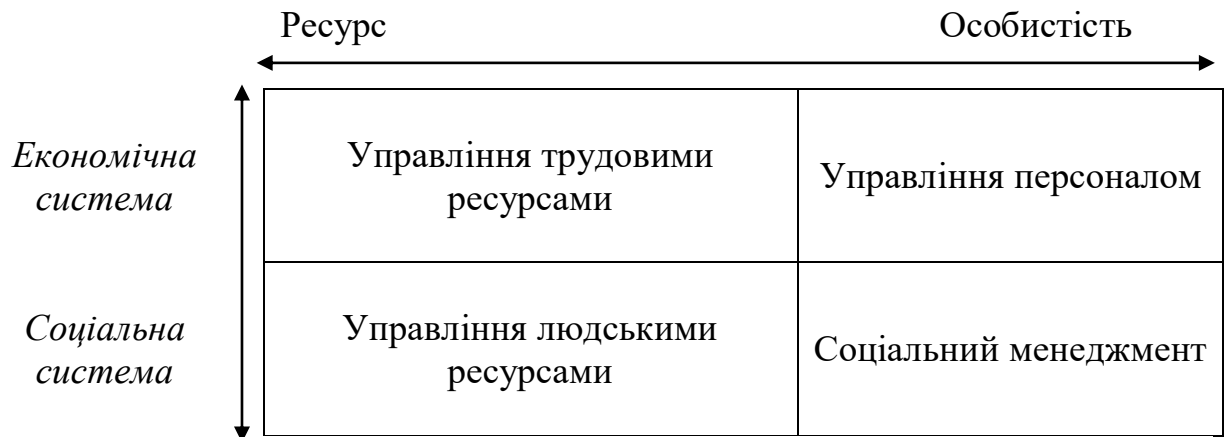 Ресурс Особистість
Економічна
система
Управління трудовими
ресурсами
Управління персоналом
Соціальна
система
Управління людськими
ресурсами
Соціальний менеджмент